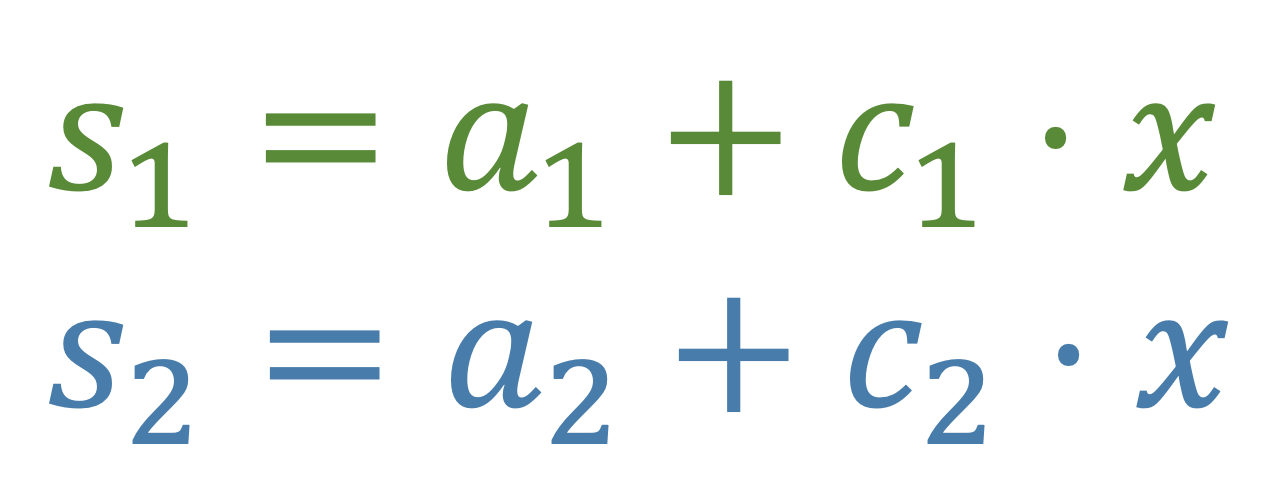 s₁ = a₁ + c₁ · x
s₂ = a₂ + c₂ · x